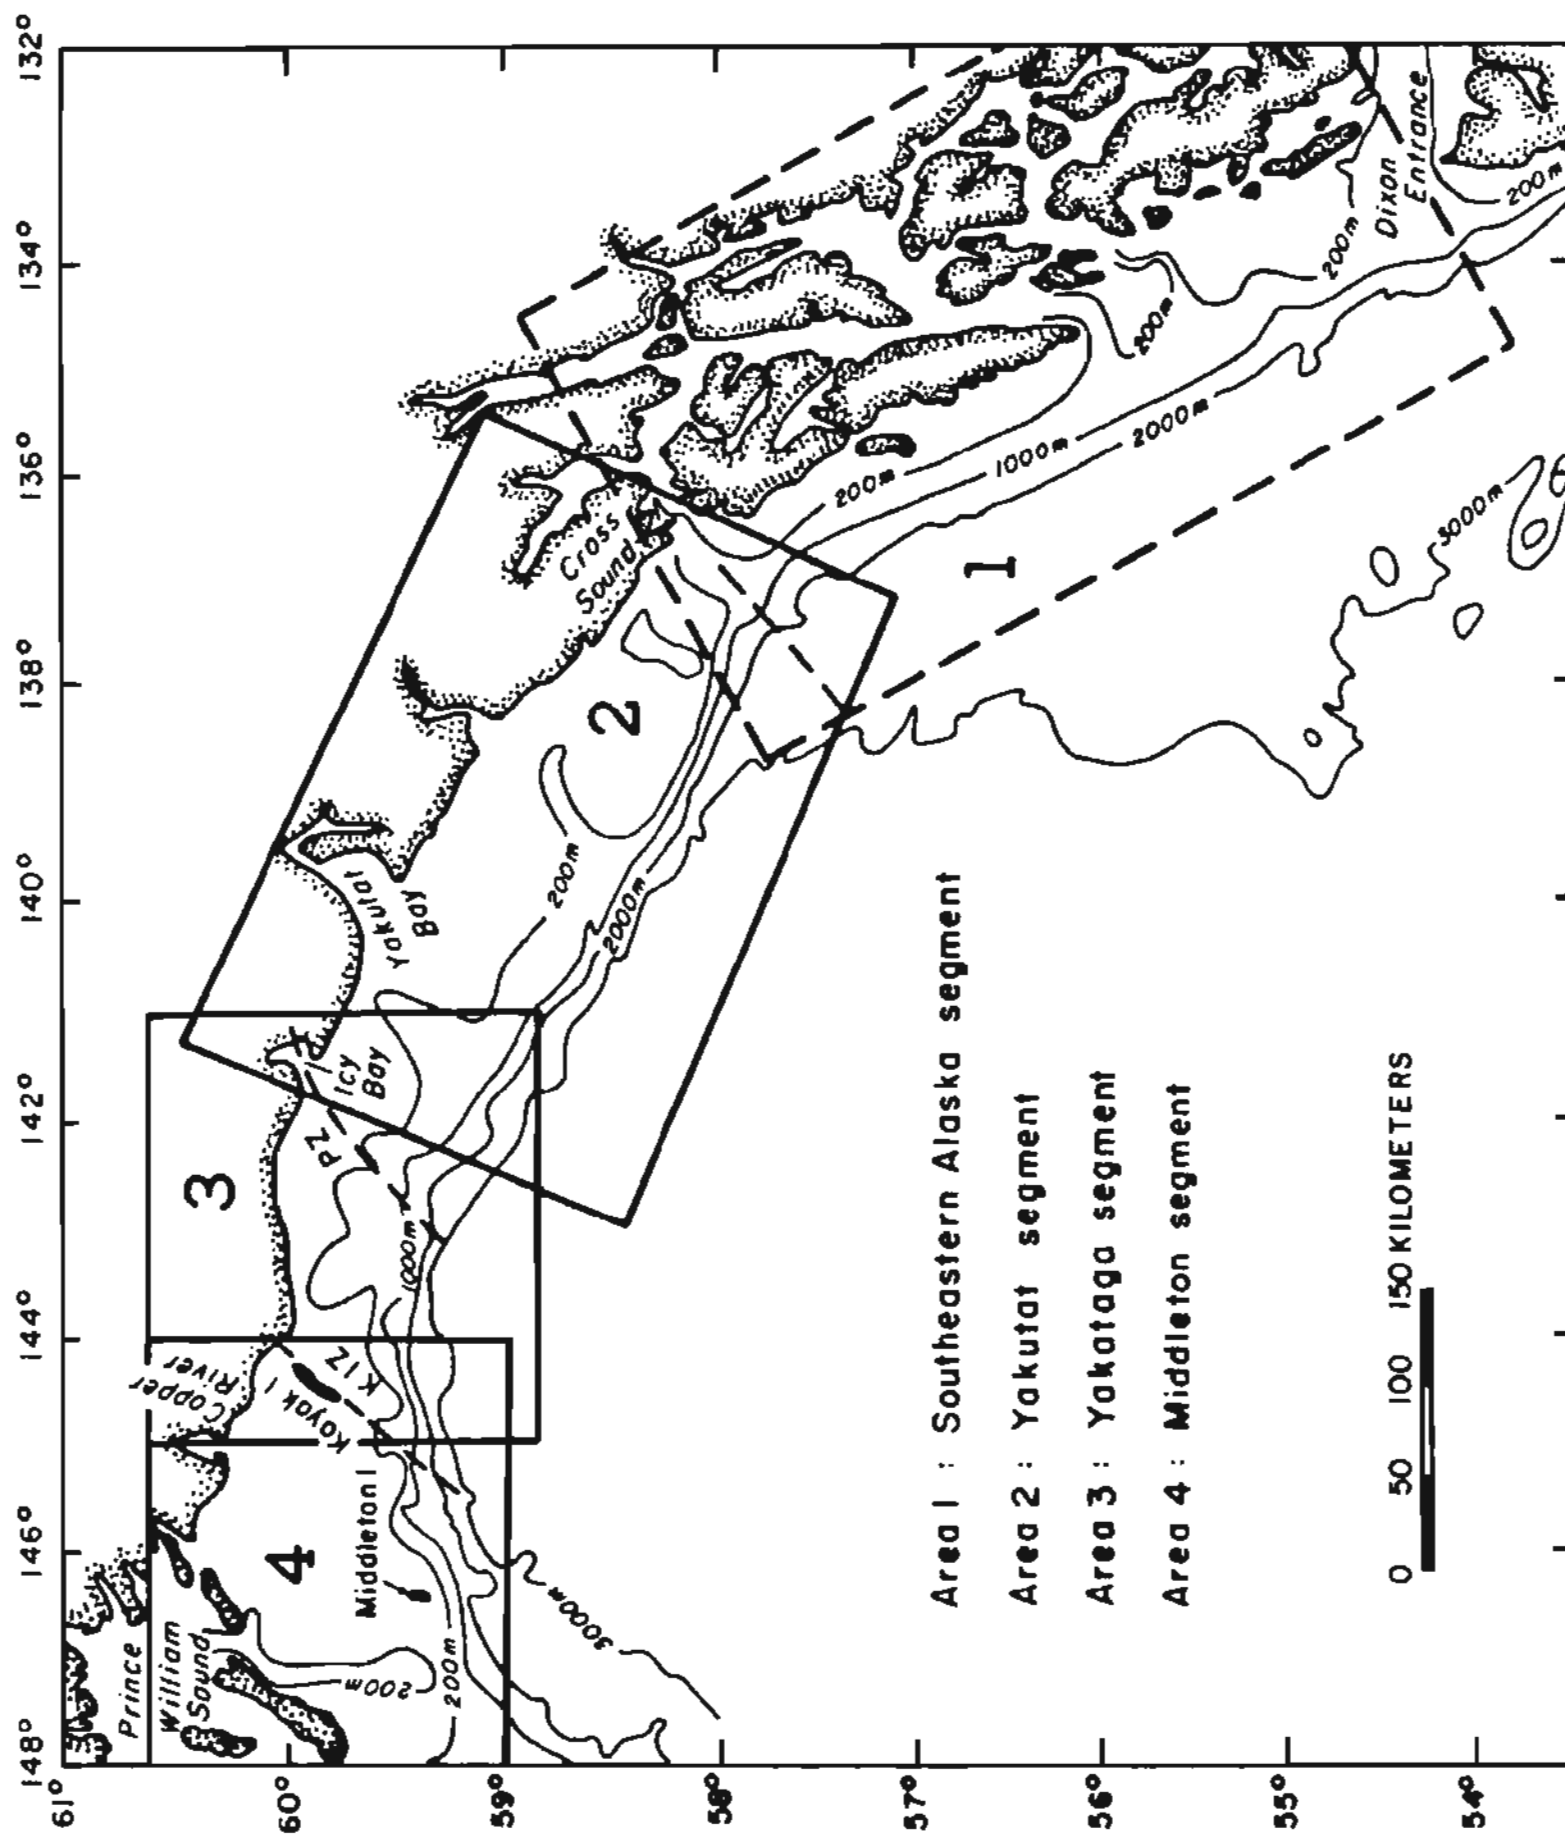 148°
146°
144°
142°
140°
138°
136°
134°
132°
61°
60°
59°
58°
57°
56°
55°
54°
Prince
William
Sound
Copper
River
Kayak I
KIZ
Middleton I
4
3
PZ
Icy
Bay
Yakutat
Bay
2
Cross
Sound
1
Dixon
Entrance
200m
200m
3000m
1000m
2000m
200m
200m
1000m
2000m
200m
200m
200m
3000m
Area 1 : Southeastern Alaska segment
Area 2 : Yakutat segment
Area 3 : Yakataga segment
Area 4 : Middleton segment
0 50 100 150 KILOMETERS